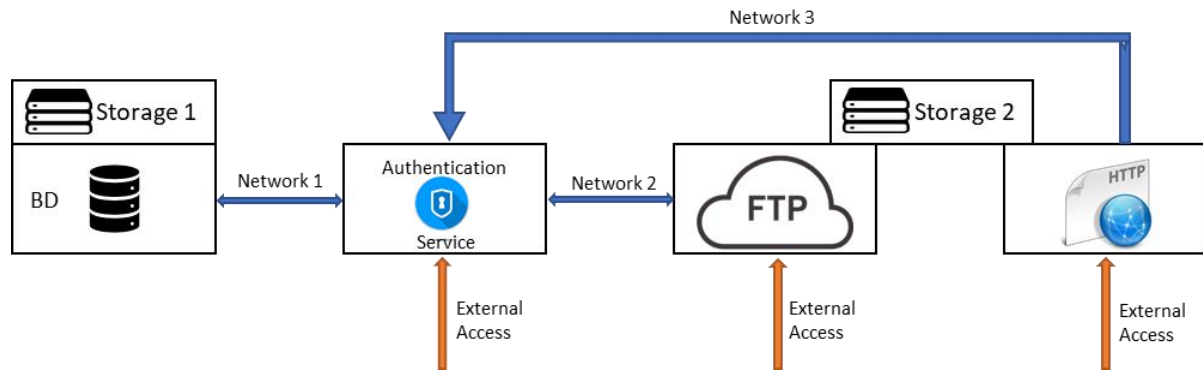 Network 3
Storage 1
Storage 2
BD
Network 1
Authentication
Service
Network 2
FTP
HTTP
External
Access
External
Access
External
Access